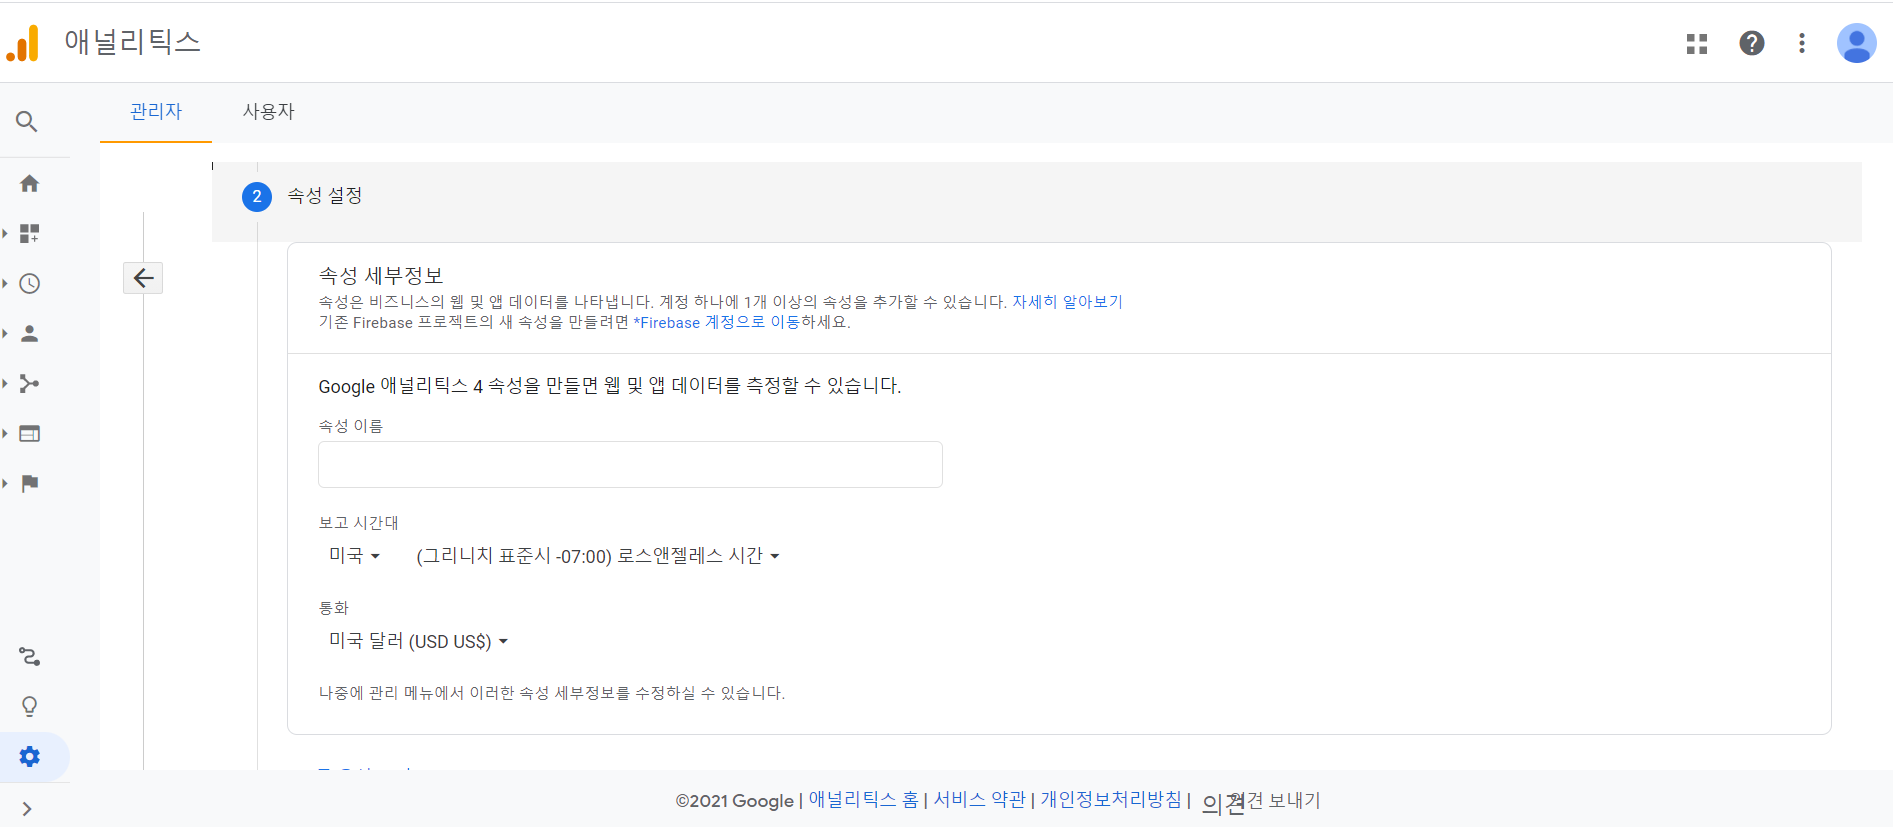 애널리틱스
관리자 사용자
2 속성 설정
속성 세부정보
속성은 비즈니스의 웹 및 앱 데이터를 나타냅니다. 계정 하나에 1개 이상의 속성을 추가할 수 있습니다. 자세히 알아보기
기존 Firebase 프로젝트의 새 속성을 만들려면 *Firebase 계정으로 이동하세요.
Google 애널리틱스 4 속성을 만들면 웹 및 앱 데이터를 측정할 수 있습니다.
속성 이름
보고 시간대
미국 (그리니치 표준시 -07:00) 로스앤젤레스 시간
통화
미국 달러 (USD US$)
나중에 관리 메뉴에서 이러한 속성 세부정보를 수정하실 수 있습니다.
©2021 Google | 애널리틱스 홈 | 서비스 약관 | 개인정보처리방침 | 의견 의견 보내기